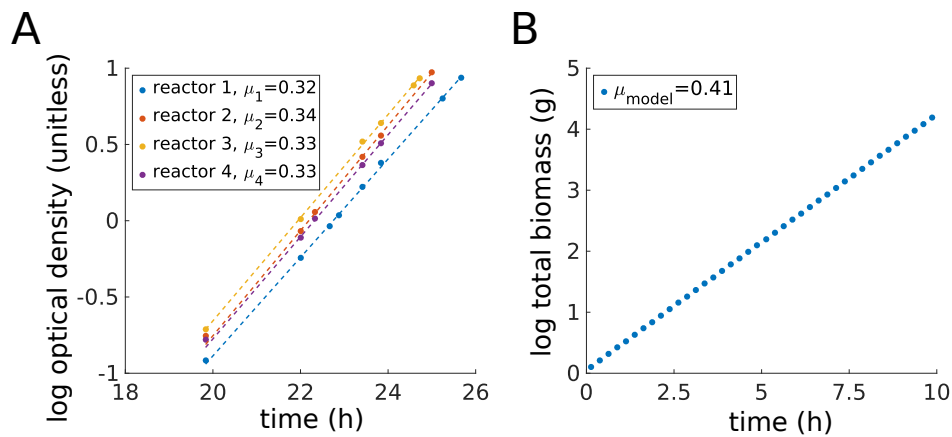 A
log optical density (unitless)
1
0.5
0
-0.5
-1
reactor 1, μ1=0.32
reactor 2, μ2=0.34
reactor 3, μ3=0.33
reactor 4, μ4=0.33
18
20
22
24
26
time (h)
B
log total biomass (g)
5
4
3
2
1
0
μmodel=0.41
0
2.5
5
7.5
10
time (h)